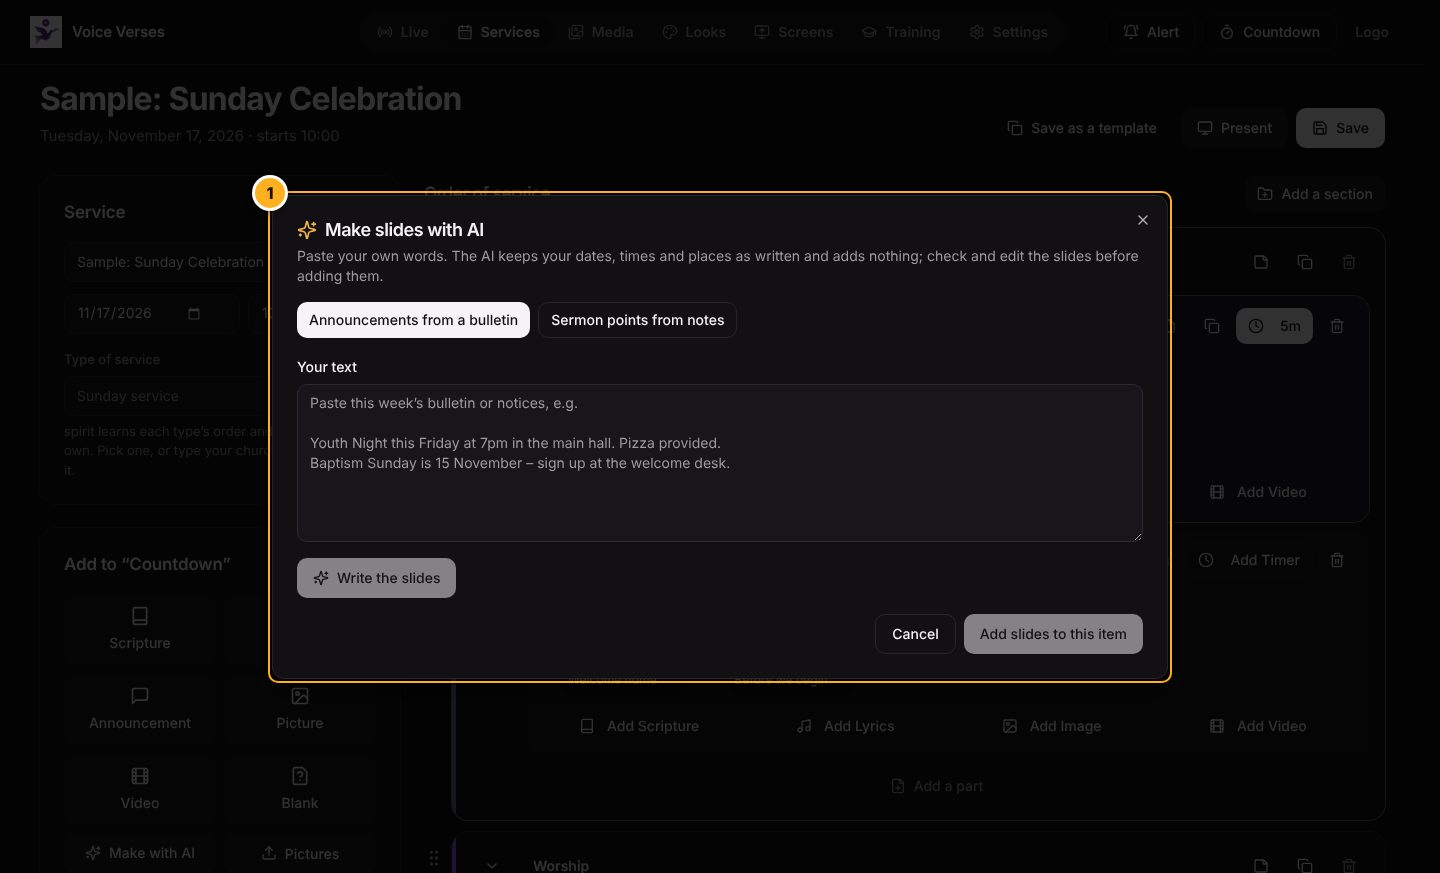 Voice Verses
Live
Services
Media
Looks
Screens
Training
Settings
Alert
Countdown
Logo
Sample: Sunday Celebration
Tuesday, November 17, 2026 · starts 10:00
Save as a template
Present
Save
Service
Order of service
Add a section
Sample: Sunday Celebration
11/17/2026
Type of service
Sunday service
spirit learns each type's order and
own. Pick one, or type your
it.
1
Make slides with AI
Paste your own words. The AI keeps your dates, times and places as written and adds nothing; check and edit the slides before
adding them.
Announcements from a bulletin
Sermon points from notes
Your text
Paste this week’s bulletin or notices, e.g.
Youth Night this Friday at 7pm in the main hall. Pizza provided.
Baptism Sunday is 15 November – sign up at the welcome desk.
Write the slides
Cancel
Add slides to this item
5m
Add Video
Add Timer
Add to “Countdown”
Scripture
Announcement
Picture
Video
Blank
Make with AI
Pictures
Welcome home
Before we begin
Add Scripture
Add Lyrics
Add Image
Add Video
Add a part
Worship